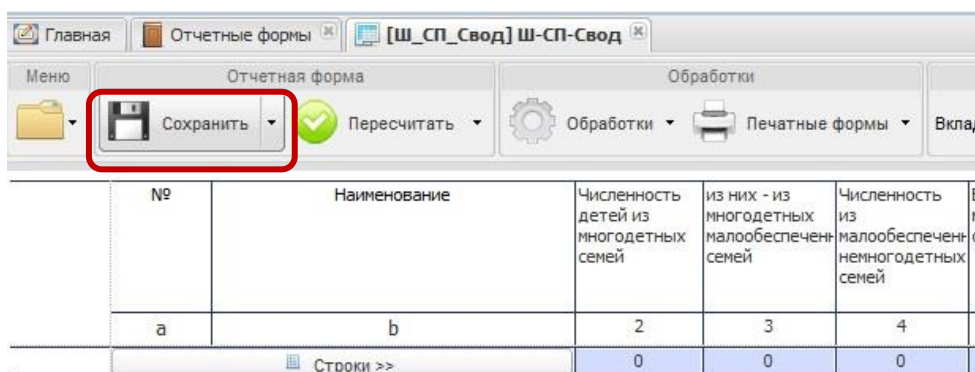 Главная Отчетные формы [Ш_СП_Свод] Ш-СП-Свод
Меню Отчетная форма Обработки
Сохранить Пересчитать Обработки Печатные формы
№ Наименование Численность из них - из Численность
детей из многодетных из
многодетных малообеспечен малообеспечен
семей семей немногодетных
семей
a b 2 3 4
Строки >> 0 0 0